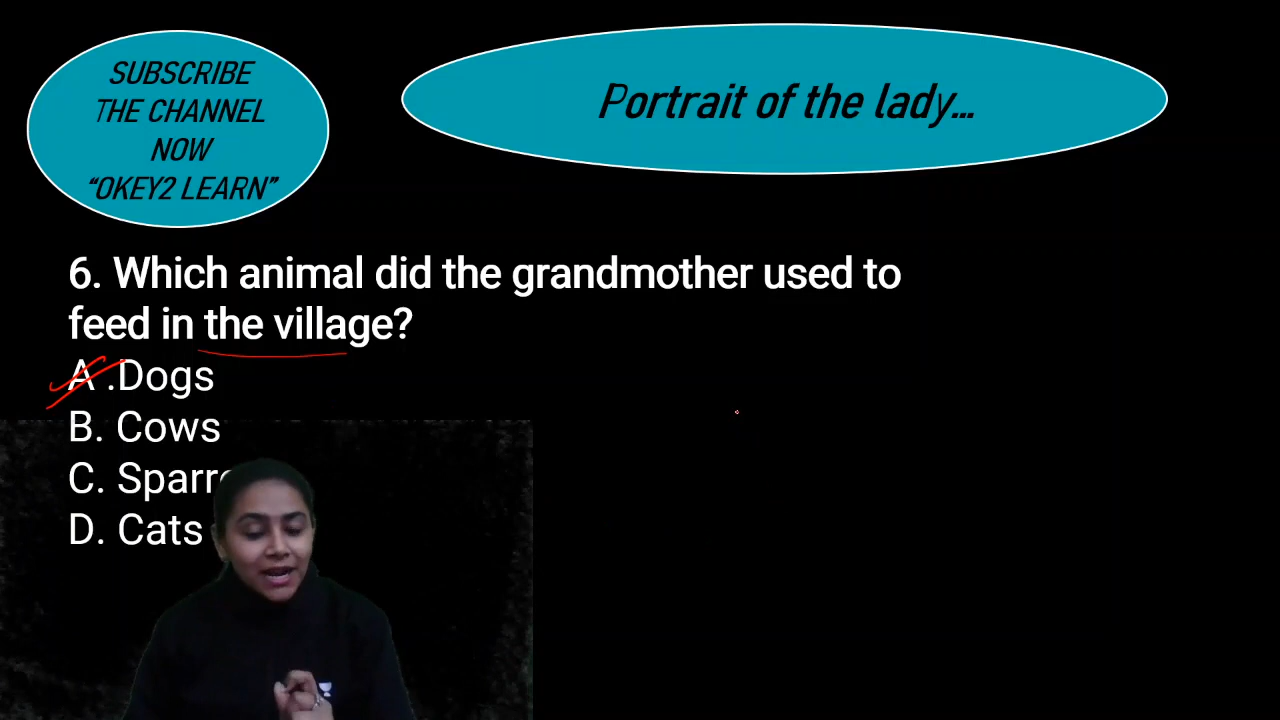 SUBSCRIBE
THE CHANNEL
NOW
“OKEY2 LEARN”
Portrait of the lady...
6. Which animal did the grandmother used to
feed in the village?
A .Dogs
B. Cows
C.
D. Cats